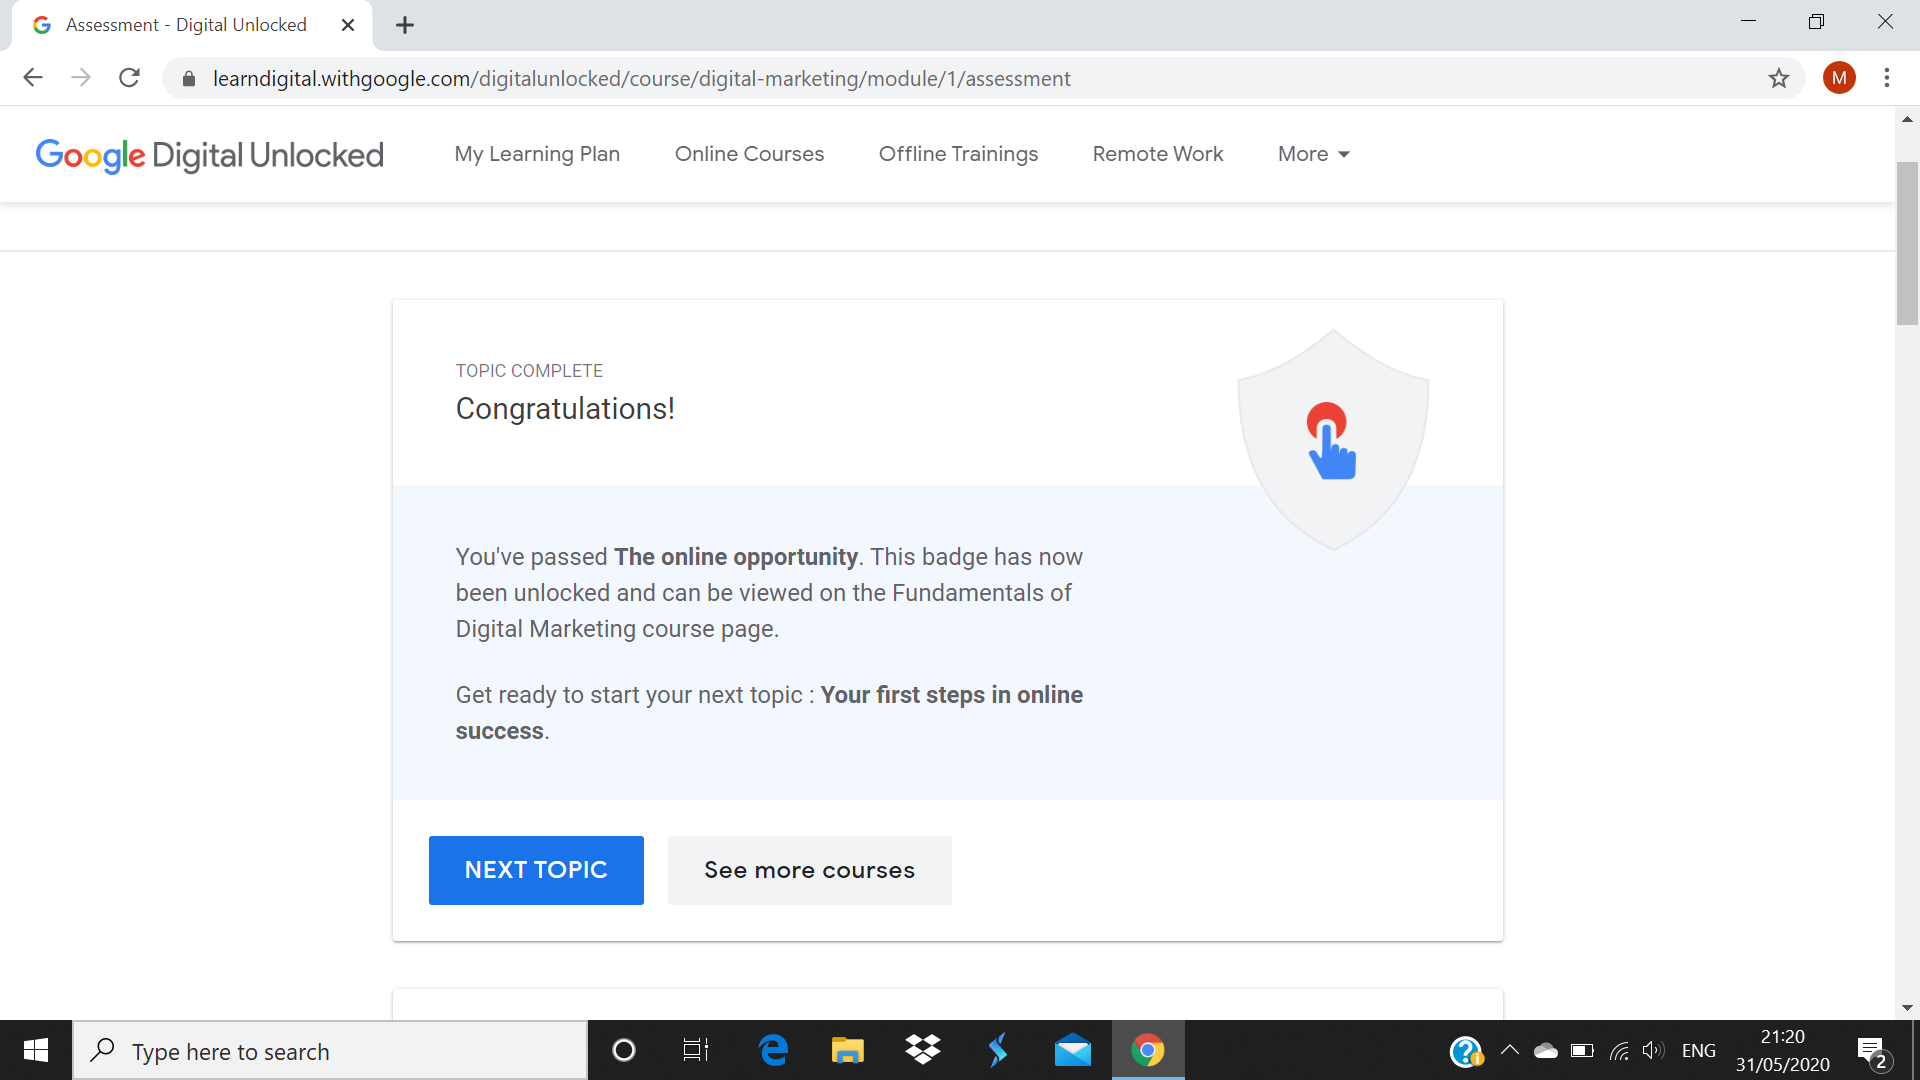 Assessment - Digital Unlocked
learndigital.withgoogle.com/digitalunlocked/course/digital-marketing/module/1/assessment
M
Google Digital Unlocked
My Learning Plan
Online Courses
Offline Trainings
Remote Work
More
TOPIC COMPLETE
Congratulations!
You've passed The online opportunity. This badge has now
been unlocked and can be viewed on the Fundamentals of
Digital Marketing course page.
Get ready to start your next topic : Your first steps in online
success.
NEXT TOPIC
See more courses
Type here to search
ENG
21:20
31/05/2020
2